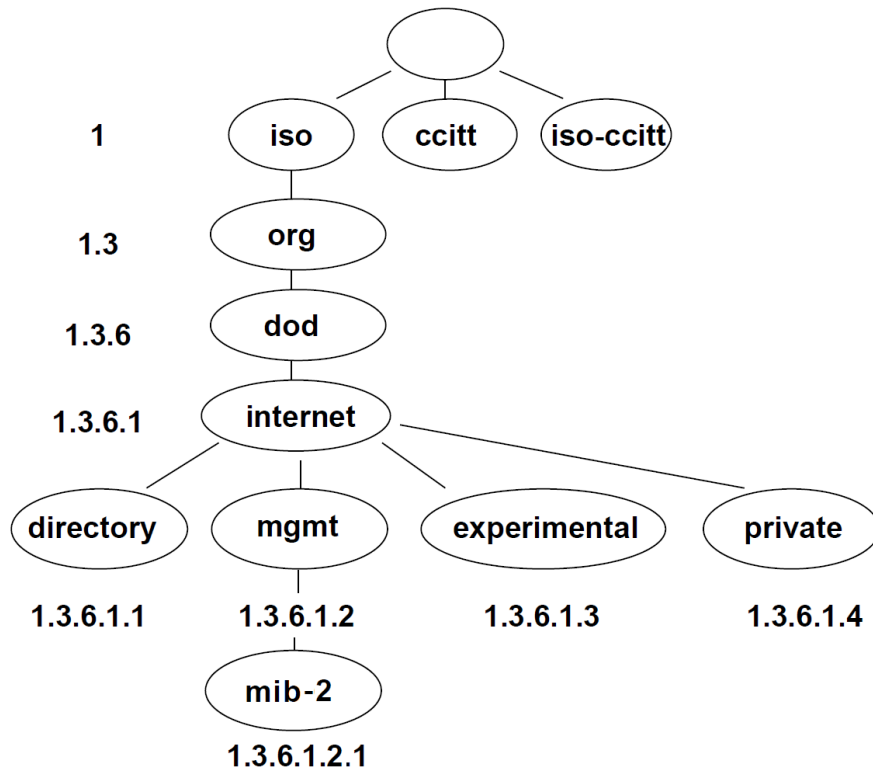 1 iso ccitt iso-ccitt
1.3 org
1.3.6 dod
1.3.6.1 internet
directory mgmt experimental private
1.3.6.1.1 1.3.6.1.2 1.3.6.1.3 1.3.6.1.4
mib-2
1.3.6.1.2.1